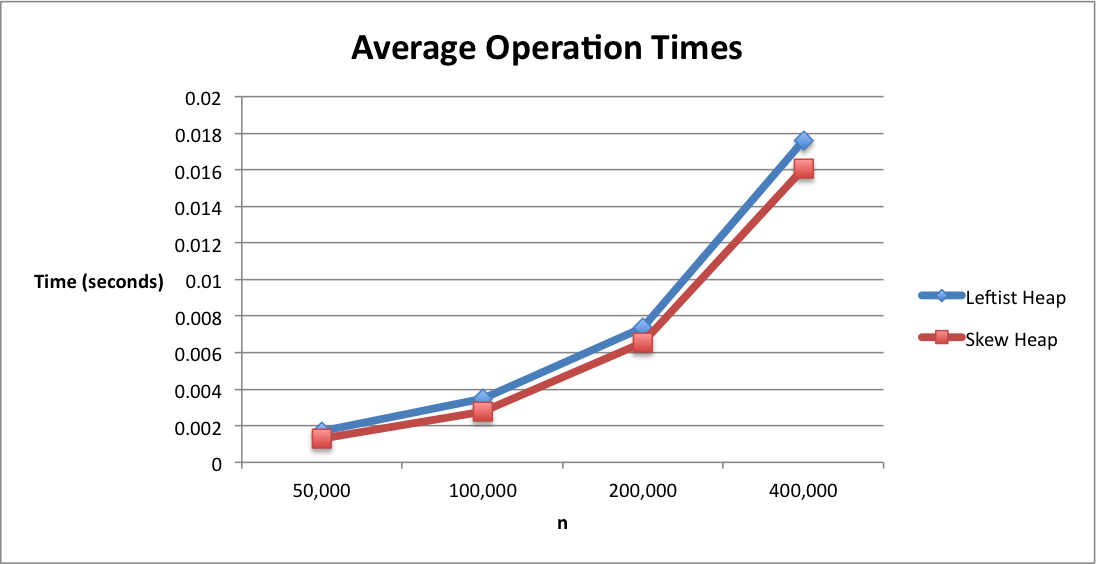 Average Operation Times
0.02
0.018
0.016
0.014
0.012
Time (seconds) 0.01
0.008
0.006
0.004
0.002
0
50,000 100,000 200,000 400,000
n
Leftist Heap
Skew Heap